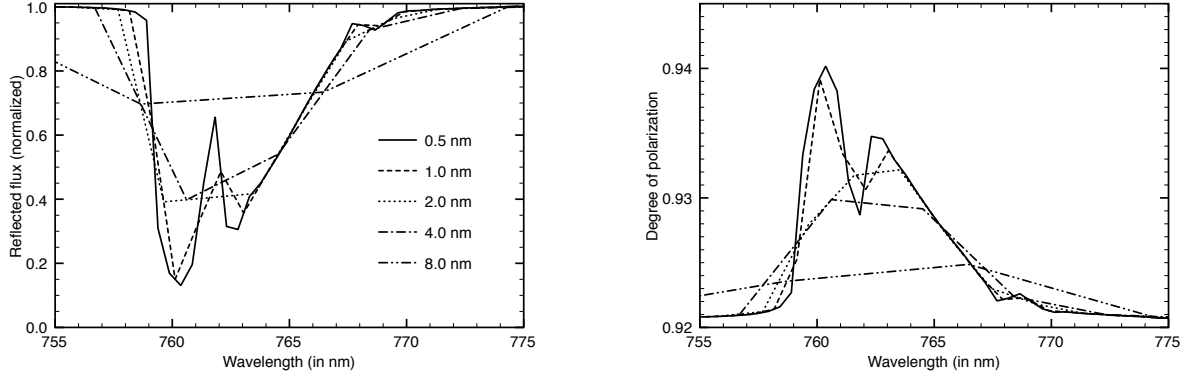 1.0
0.8
0.6
0.4
0.2
0.0
Reflected flux (normalized)
0.5 nm
1.0 nm
2.0 nm
4.0 nm
8.0 nm
755 760 765 770 775
Wavelength (in nm)
0.94
0.93
0.92
Degree of polarization
755 760 765 770 775
Wavelength (in nm)